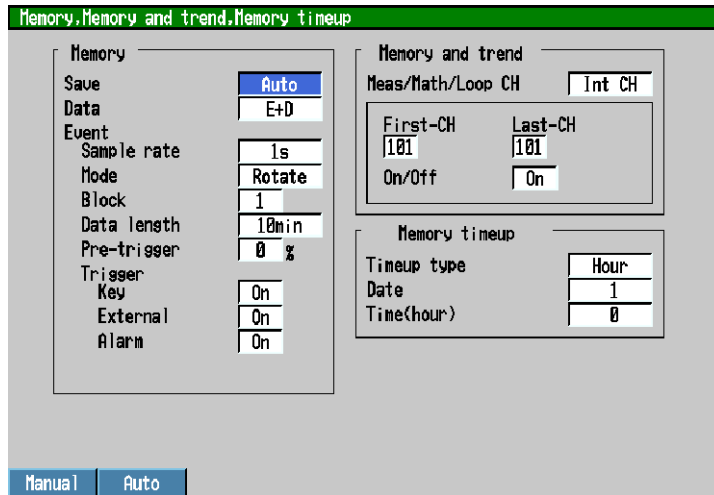 Memory,Memory and trend,Memory timeup
Memory
Save Auto
Data E+D
Event
Sample rate 1s
Mode Rotate
Block 1
Data length 10min
Pre-trigger 0 %
Trigger
Key On
External On
Alarm On
Memory and trend
Meas/Math/Loop CH Int CH
First-CH Last-CH
101 101
On/Off On
Memory timeup
Timeup type Hour
Date 1
Time(hour) 0
Manual Auto